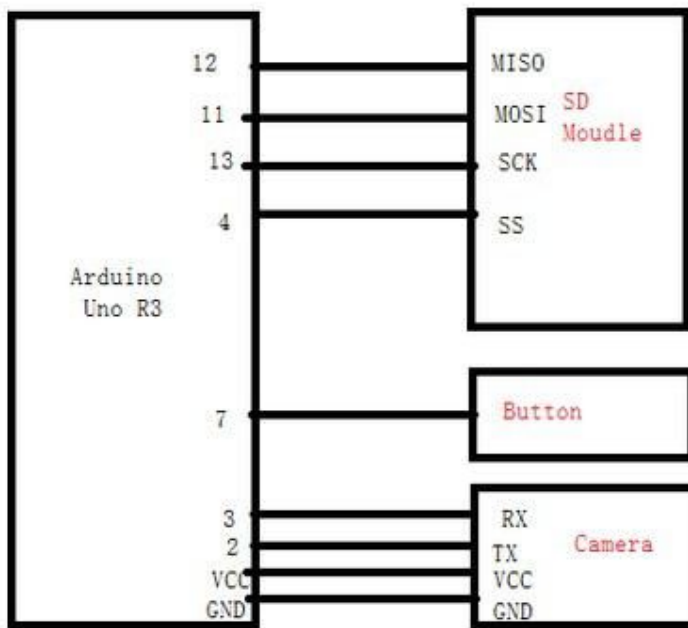 12
11
13
4
Arduino
Uno R3
7
3
2
VCC
GND
MISO
MOSI
SD
Moudle
SCK
SS
Button
RX
TX
VCC
GND
Camera